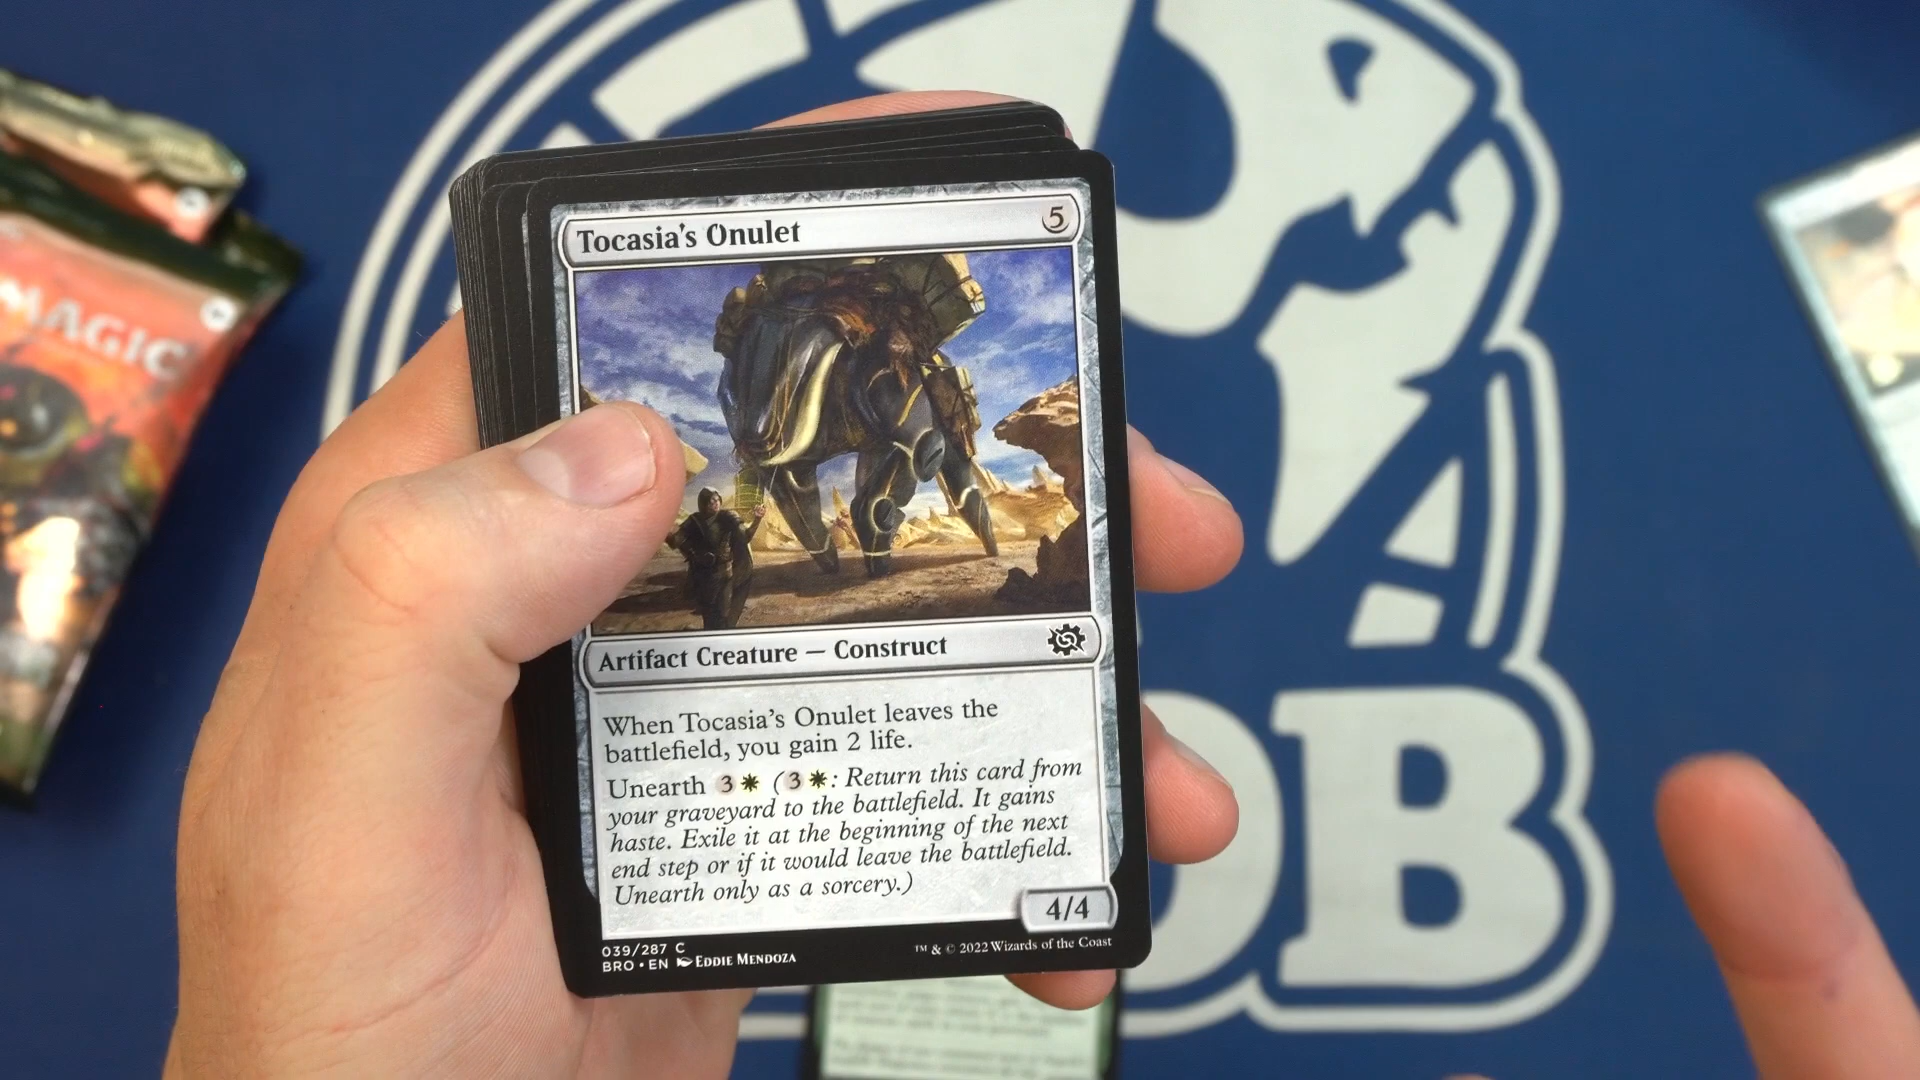 MAGIC
Tocasia's Onulet
5
Artifact Creature — Construct
When Tocasia's Onulet leaves the
battlefield, you gain 2 life.
Unearth 3 (3 : Return this card from
your graveyard to the battlefield. It gains
haste. Exile it at the beginning of the next
end step or if it would leave the battlefield.
Unearth only as a sorcery.)
4/4
039/287 C
BRO • EN EDDIE MENDOZA
™ & © 2022 Wizards of the Coast
OB